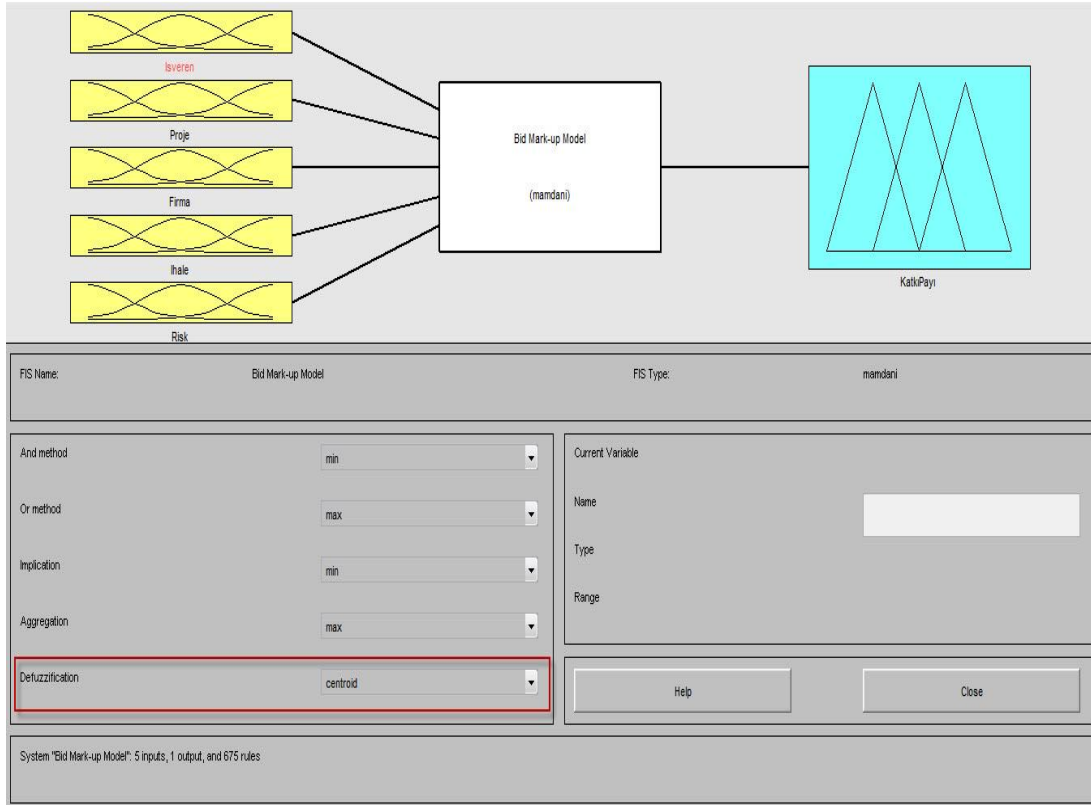 Isveren
Proje
Firma
Ihale
Risk
Bid Mark-up Model
(mamdani)
KatkıPayı
FIS Name: Bid Mark-up Model FIS Type: mamdani
And method min
Or method max
Implication min
Aggregation max
Defuzzification centroid
Current Variable
Name
Type
Range
Help Close
System "Bid Mark-up Model": 5 inputs, 1 output, and 675 rules